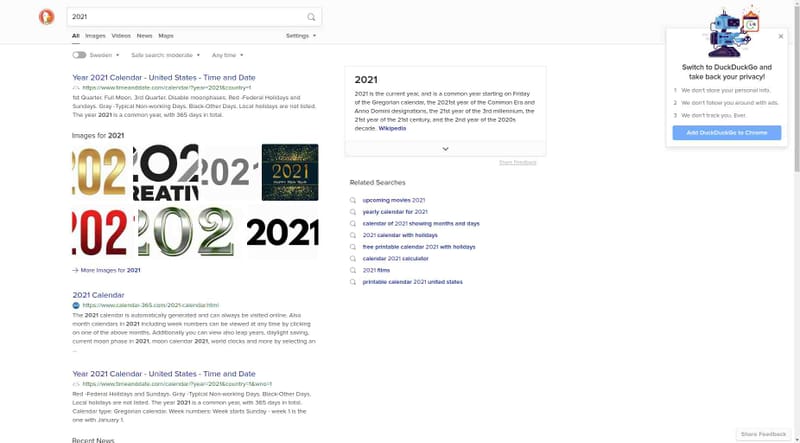 2021
All Images Videos News Maps Settings
Sweden Safe search: moderate Any time
Year 2021 Calendar - United States - Time and Date
https://www.timeanddate.com/calendar/?year=2021&country=1
1st Quarter. Full Moon. 3rd Quarter. Disable moonphases. Red -Federal Holidays and
Sundays. Gray -Typical Non-working Days. Black-Other Days. Local holidays are not listed.
The year 2021 is a common year, with 365 days in total.
Images for 2021
202
202
CREATIV
2021
2021
HAPPY NEW YEAR
202
202
2021
More Images for 2021
2021 Calendar
https://www.calendar-365.com/2021-calendar.html
The 2021 calendar is automatically generated and can always be visited online. Also
month calendars in 2021 including week numbers can be viewed at any time by clicking
on one of the above months. Additionaly you can view also leap years, daylight saving,
current moon phase in 2021, moon calendar 2021, world clocks and more by selecting an
...
Year 2021 Calendar - United States - Time and Date
https://www.timeanddate.com/calendar/?year=2021&country=1&wno=1
Red -Federal Holidays and Sundays. Gray -Typical Non-working Days. Black-Other Days.
Local holidays are not listed. The year 2021 is a common year, with 365 days in total.
Calendar type: Gregorian calendar. Week numbers: Week starts Sunday - week 1 is the
one with January 1.
Recent News
2021
2021 is the current year, and is a common year starting on Friday
of the Gregorian calendar, the 2021st year of the Common Era and
Anno Domini designations, the 21st year of the 3rd millennium, the
21st year of the 21st century, and the 2nd year of the 2020s
decade. Wikipedia
Share Feedback
Related Searches
upcoming movies 2021
yearly calendar for 2021
calendar of 2021 showing months and days
2021 calendar with holidays
free printable calendar 2021 with holidays
calendar 2021 calculator
2021 films
printable calendar 2021 united states
Switch to DuckDuckGo and
take back your privacy!
1 We don't store your personal info.
2 We don't follow you around with ads.
3 We don't track you. Ever.
Add DuckDuckGo to Chrome
Share Feedback